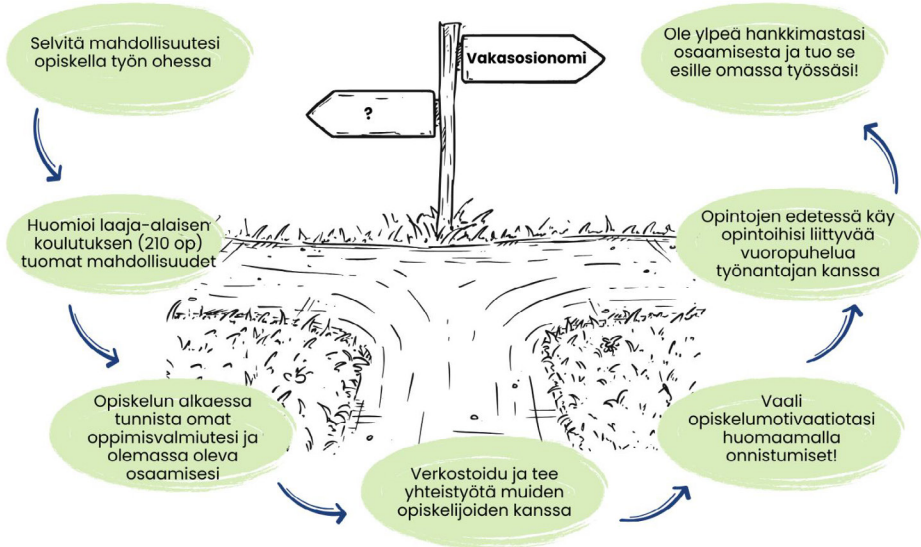 Selvitä mahdollisuutesi
opiskella työn ohessa
Huomioi laaja-alaisen
koulutuksen (210 op)
tuomat mahdollisuudet
Opiskelun alkaessa
tunnista omat
oppimisvalmiutesi ja
olemassa oleva
osaamisesi
Verkostoidu ja tee
yhteistyötä muiden
opiskelijoiden kanssa
Vaali
opiskelumotivaatiotasi
huomaamalla
onnistumiset!
Opintojen edetessä käy
opintoihisi liittyvää
vuoropuhelua
työnantajan kanssa
Ole ylpeä hankkimastasi
osaamisesta ja tuo se
esille omassa työssäsi!
Vakasosionomi
?